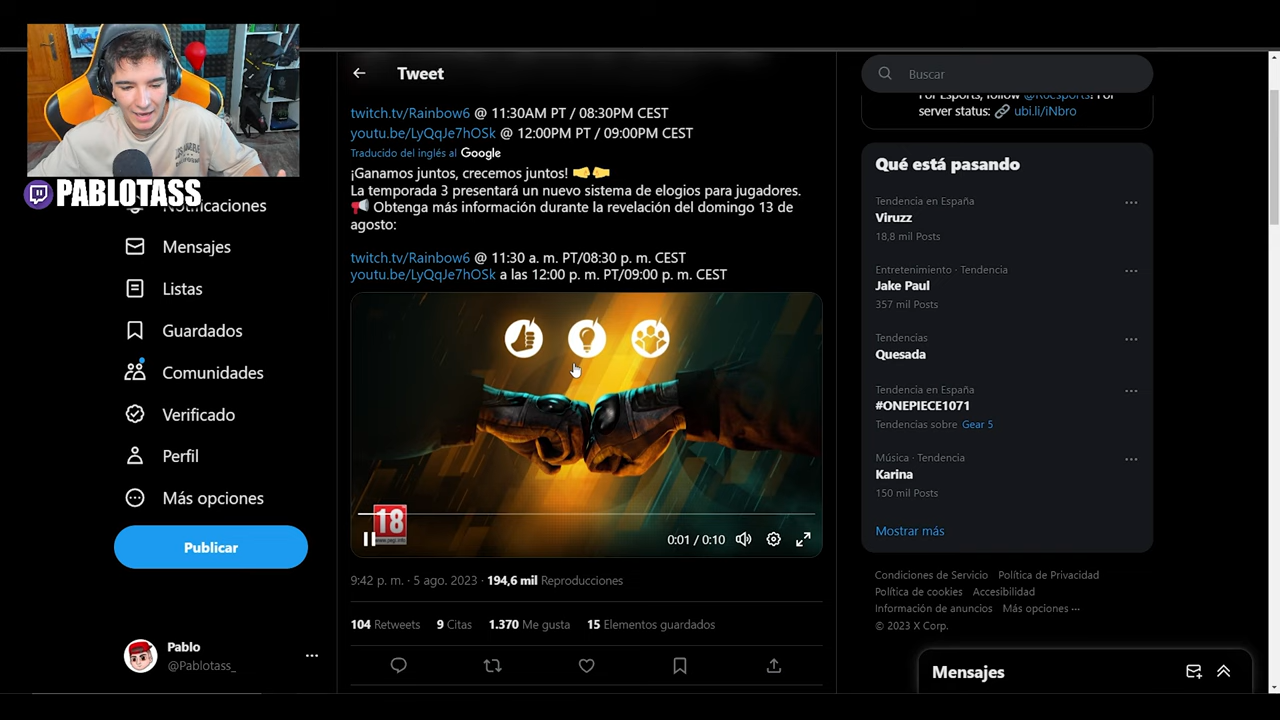 PABLOTASS
Notificaciones
Mensajes
Listas
Guardados
Comunidades
Verificado
Perfil
Más opciones
Publicar
Pablo
@Pablotass_
Tweet
twitch.tv/Rainbow6 @ 11:30AM PT / 08:30PM CEST
youtu.be/LyQqJe7hOSk @ 12:00PM PT / 09:00PM CEST
Traducido del inglés al Google
¡Ganamos juntos, crecemos juntos! 🤜🤛
La temporada 3 presentará un nuevo sistema de elogios para jugadores.
📢 Obtenga más información durante la revelación del domingo 13 de
agosto:
twitch.tv/Rainbow6 @ 11:30 a. m. PT/08:30 p. m. CEST
youtu.be/LyQqJe7hOSk a las 12:00 p. m. PT/09:00 p. m. CEST
18
www.pegi.info
0:01 / 0:10
9:42 p. m. · 5 ago. 2023 · 194,6 mil Reproducciones
104 Retweets 9 Citas 1.370 Me gusta 15 Elementos guardados
Buscar
For Esports, follow @R6esports! For
server status: 🔗 ubi.li/iNbro
Qué está pasando
Tendencia en España
Viruzz
18,8 mil Posts
Entretenimiento · Tendencia
Jake Paul
357 mil Posts
Tendencias
Quesada
Tendencia en España
#ONEPIECE1071
Tendencias sobre Gear 5
Música · Tendencia
Karina
150 mil Posts
Mostrar más
Condiciones de Servicio Política de Privacidad
Política de cookies Accesibilidad
Información de anuncios Más opciones ···
© 2023 X Corp.
Mensajes